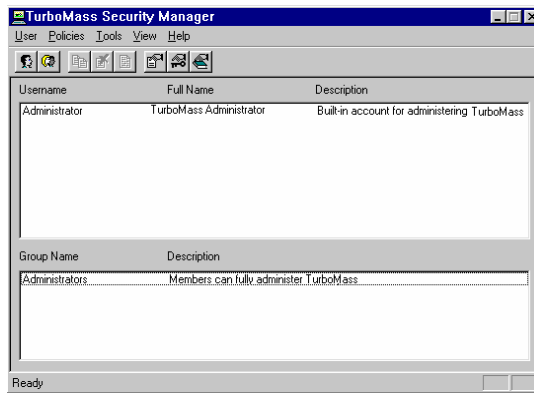 TurboMass Security Manager
User Policies Tools View Help
Username Full Name Description
Administrator TurboMass Administrator Built-in account for administering TurboMass
Group Name Description
Administrators Members can fully administer TurboMass
Ready